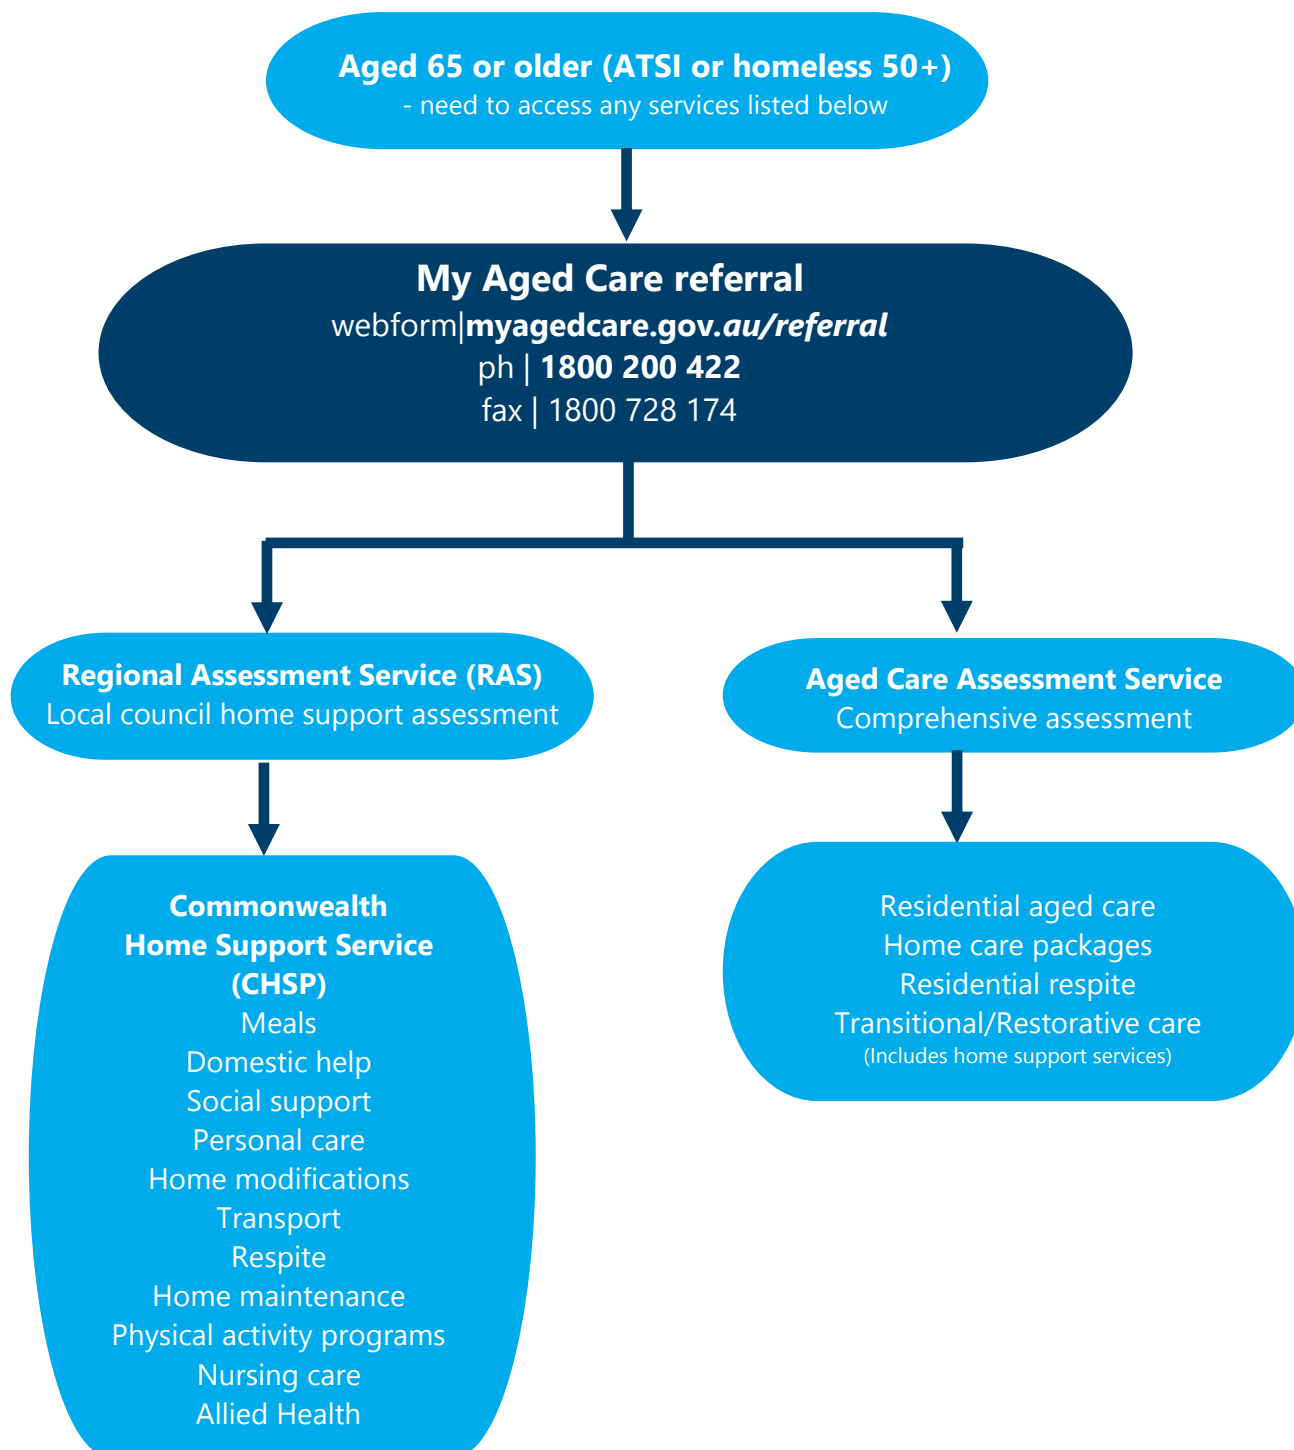 Aged 65 or older (ATSI or homeless 50+)
- need to access any services listed below
My Aged Care referral
webform|myagedcare.gov.au/referral
ph | 1800 200 422
fax | 1800 728 174
Regional Assessment Service (RAS)
Local council home support assessment
Aged Care Assessment Service
Comprehensive assessment
Commonwealth
Home Support Service
(CHSP)
Meals
Domestic help
Social support
Personal care
Home modifications
Transport
Respite
Home maintenance
Physical activity programs
Nursing care
Allied Health
Residential aged care
Home care packages
Residential respite
Transitional/Restorative care
(Includes home support services)